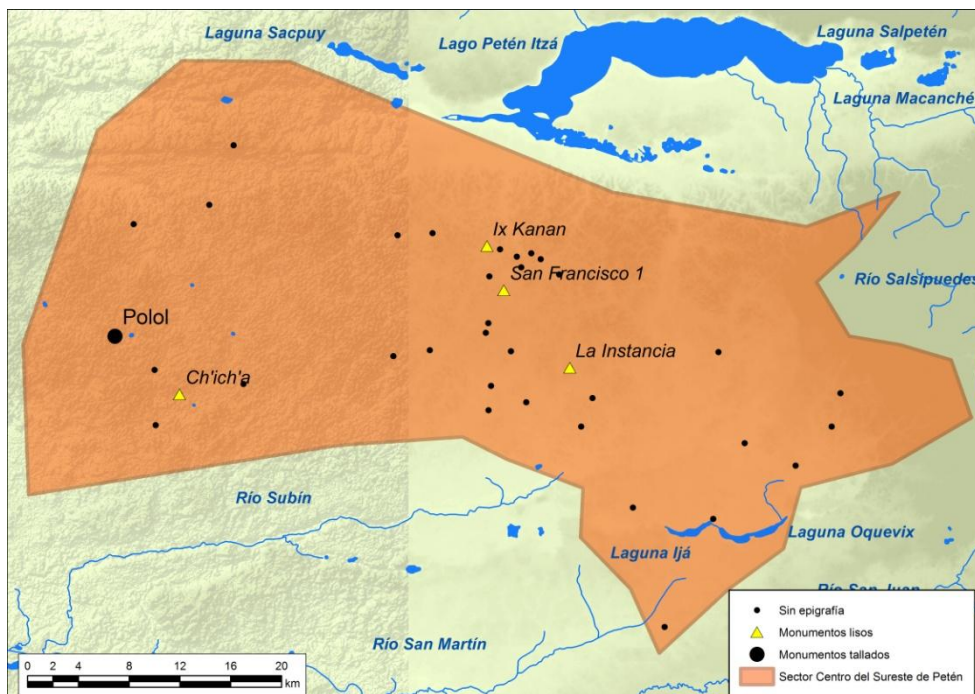 Laguna Sacpuy
Lago Petén Itzá
Laguna Salpetén
Laguna Macanché
Ix Kanan
San Francisco 1
Río Salsipuedes
Polol
La Instancia
Ch'ich'a
Río Subín
Laguna Oquevix
Laguna Ijá
Río San Juan
Río San Martín
Sin epigrafía
Monumentos lisos
Monumentos tallados
Sector Centro del Sureste de Petén
0 2 4 8 12 16 20
km